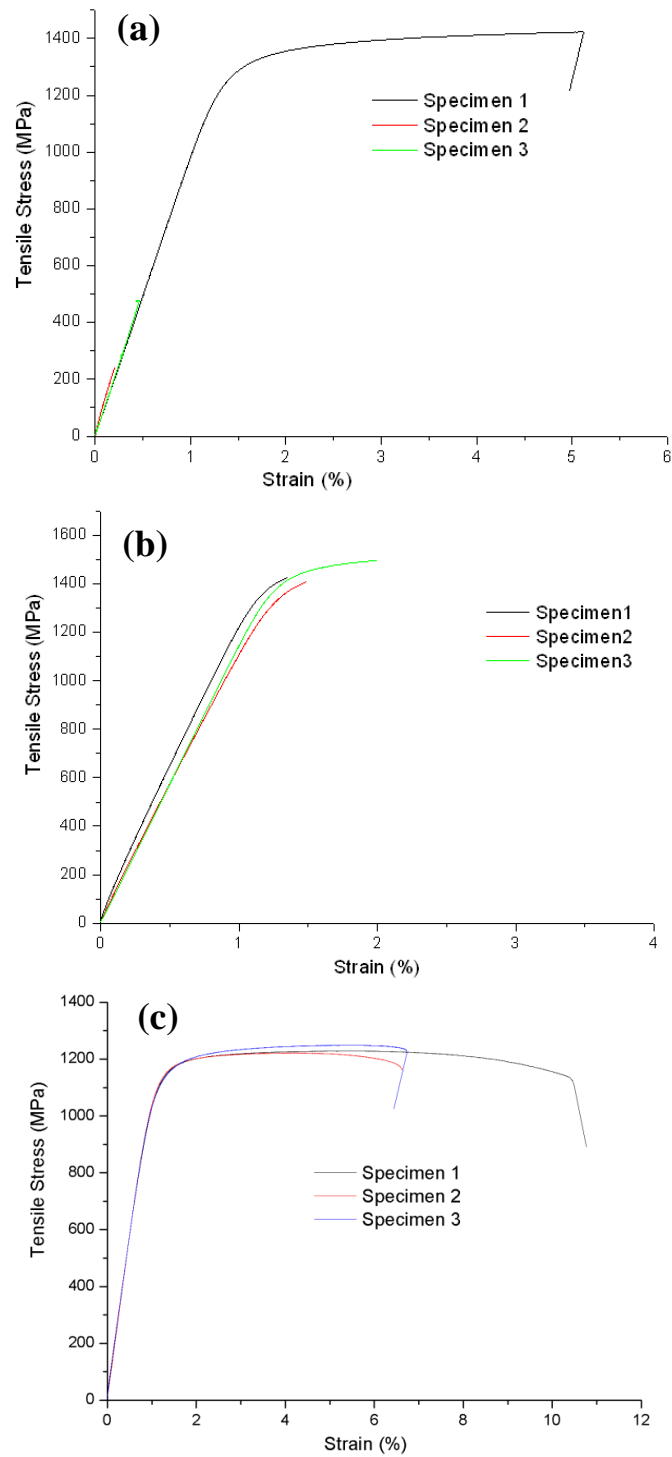 (a)
1400
1200
1000
800
600
400
200
0
Tensile Stress (MPa)
Specimen 1
Specimen 2
Specimen 3
0 1 2 3 4 5 6
Strain (%)
(b)
1600
1400
1200
1000
800
600
400
200
0
Tensile Stress (MPa)
Specimen1
Specimen2
Specimen3
0 1 2 3 4
Strain (%)
(c)
1400
1200
1000
800
600
400
200
0
Tensile Stress (MPa)
Specimen 1
Specimen 2
Specimen 3
0 2 4 6 8 10 12
Strain (%)